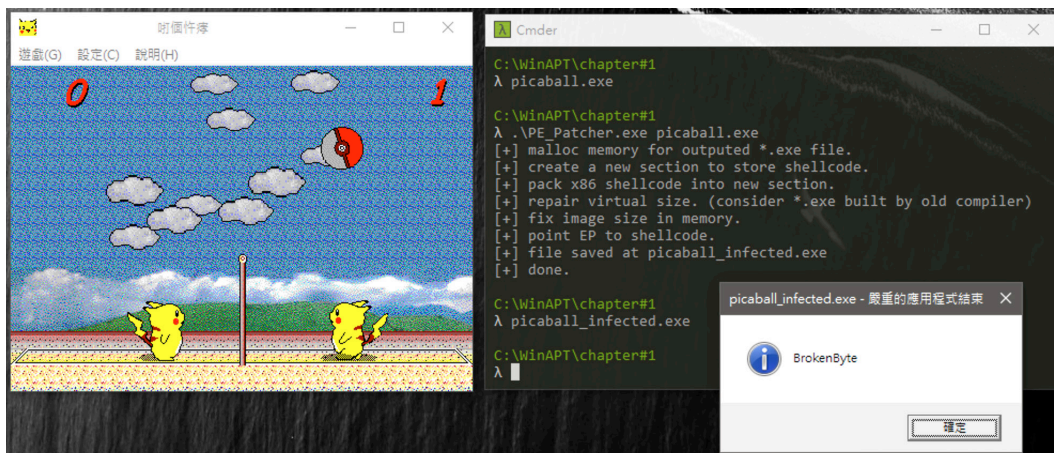 吲個忤疨
遊戲(G) 設定(C) 說明(H)
0 1
Cmder
C:\WinAPT\chapter#1
λ picaball.exe
C:\WinAPT\chapter#1
λ .\PE_Patcher.exe picaball.exe
[+] malloc memory for outputed *.exe file.
[+] create a new section to store shellcode.
[+] pack x86 shellcode into new section.
[+] repair virtual size. (consider *.exe built by old compiler)
[+] fix image size in memory.
[+] point EP to shellcode.
[+] file saved at picaball_infected.exe
[+] done.
C:\WinAPT\chapter#1
λ picaball_infected.exe
C:\WinAPT\chapter#1
λ
picaball_infected.exe - 嚴重的應用程式結束
BrokenByte
確定